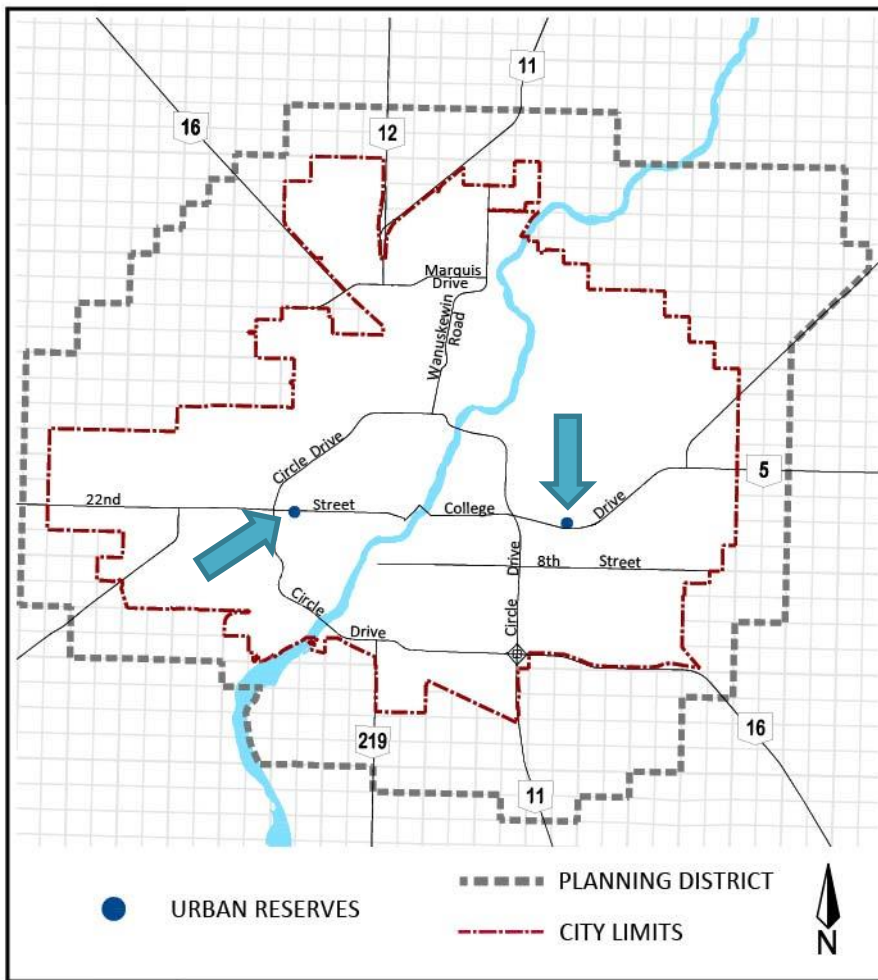 11
16
12
Marquis
Drive
Wanuskewin
Road
Circle Drive
5
22nd Street College Drive
8th Street
Circle Drive
Circle Drive
219
16
11
URBAN RESERVES
PLANNING DISTRICT
CITY LIMITS
N